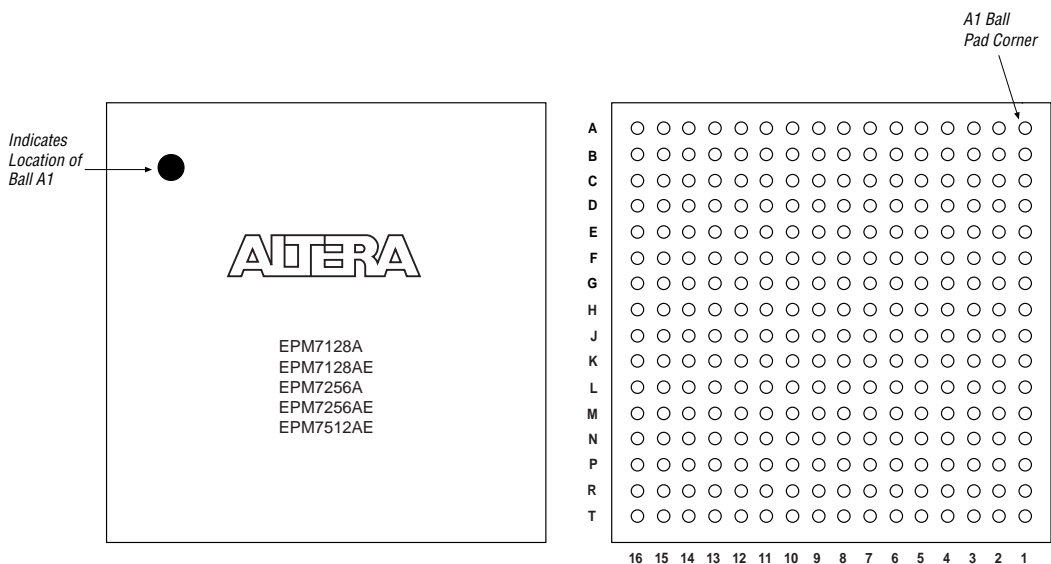 A1 Ball
Pad Corner
Indicates
Location of
Ball A1
ALTERA
EPM7128A
EPM7128AE
EPM7256A
EPM7256AE
EPM7512AE
A
B
C
D
E
F
G
H
J
K
L
M
N
P
R
T
16 15 14 13 12 11 10 9 8 7 6 5 4 3 2 1